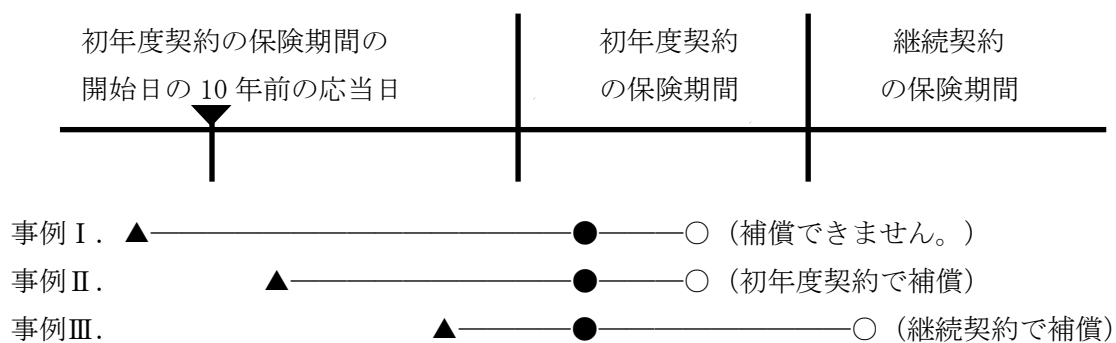 初年度契約の保険期間の
開始日の 10 年前の応当日
初年度契約
の保険期間
継続契約
の保険期間
事例Ⅰ. ▲―――●―――○（補償できません。）
事例Ⅱ. ▲―――●―――○（初年度契約で補償）
事例Ⅲ. ▲―――●―――○（継続契約で補償）